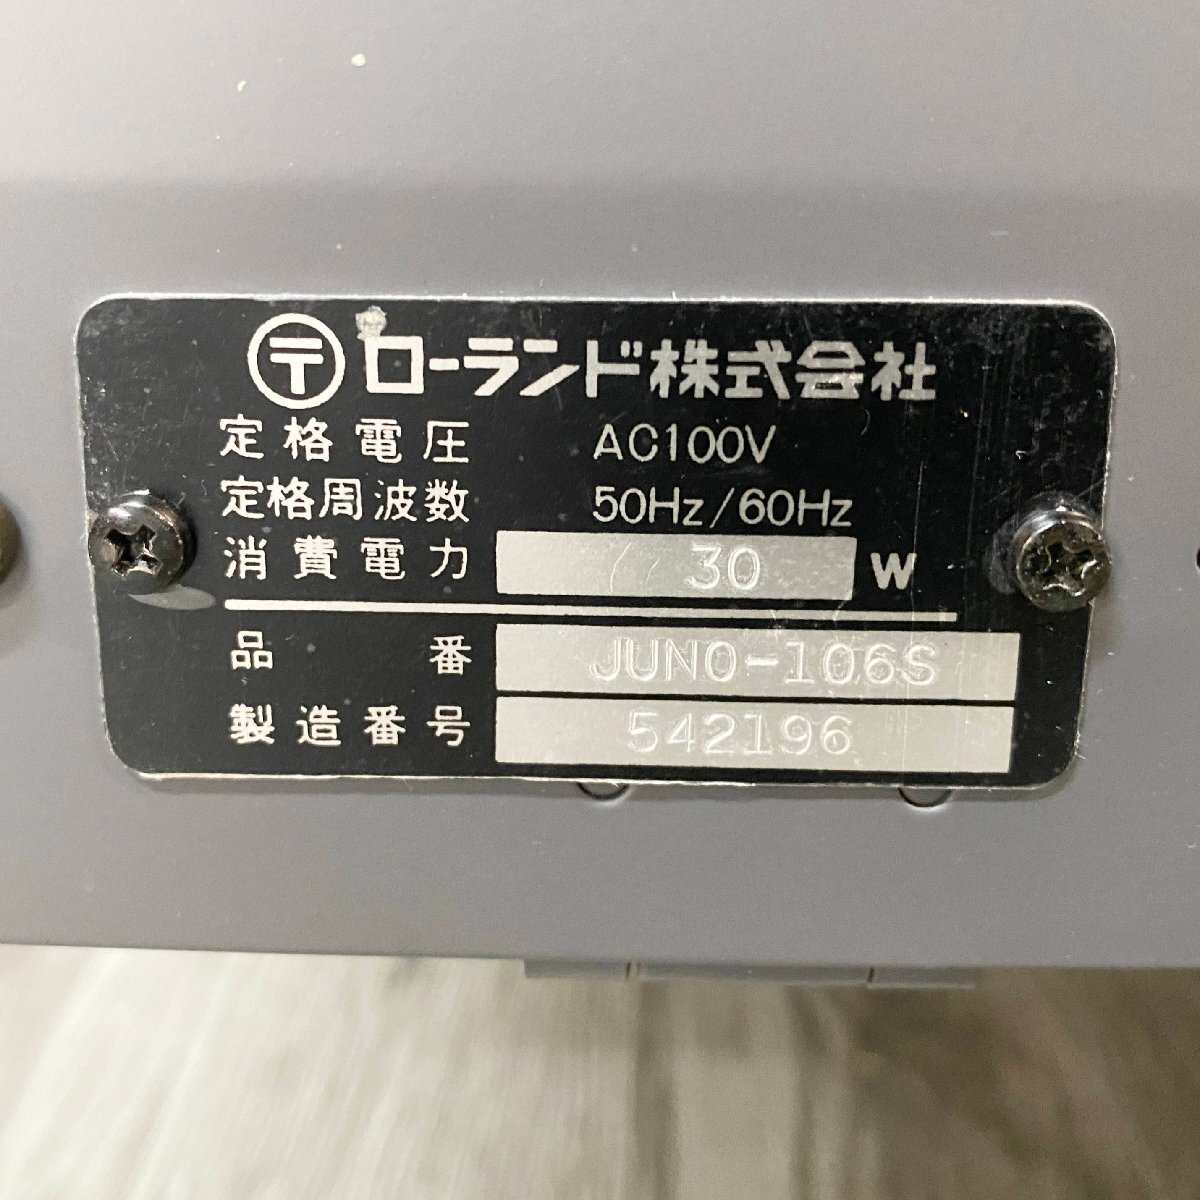 〒 ローランド株式会社
定格電圧 AC100V
定格周波数 50Hz/60Hz
消費電力 30 W
品番 JUNO-106S
製造番号 542196